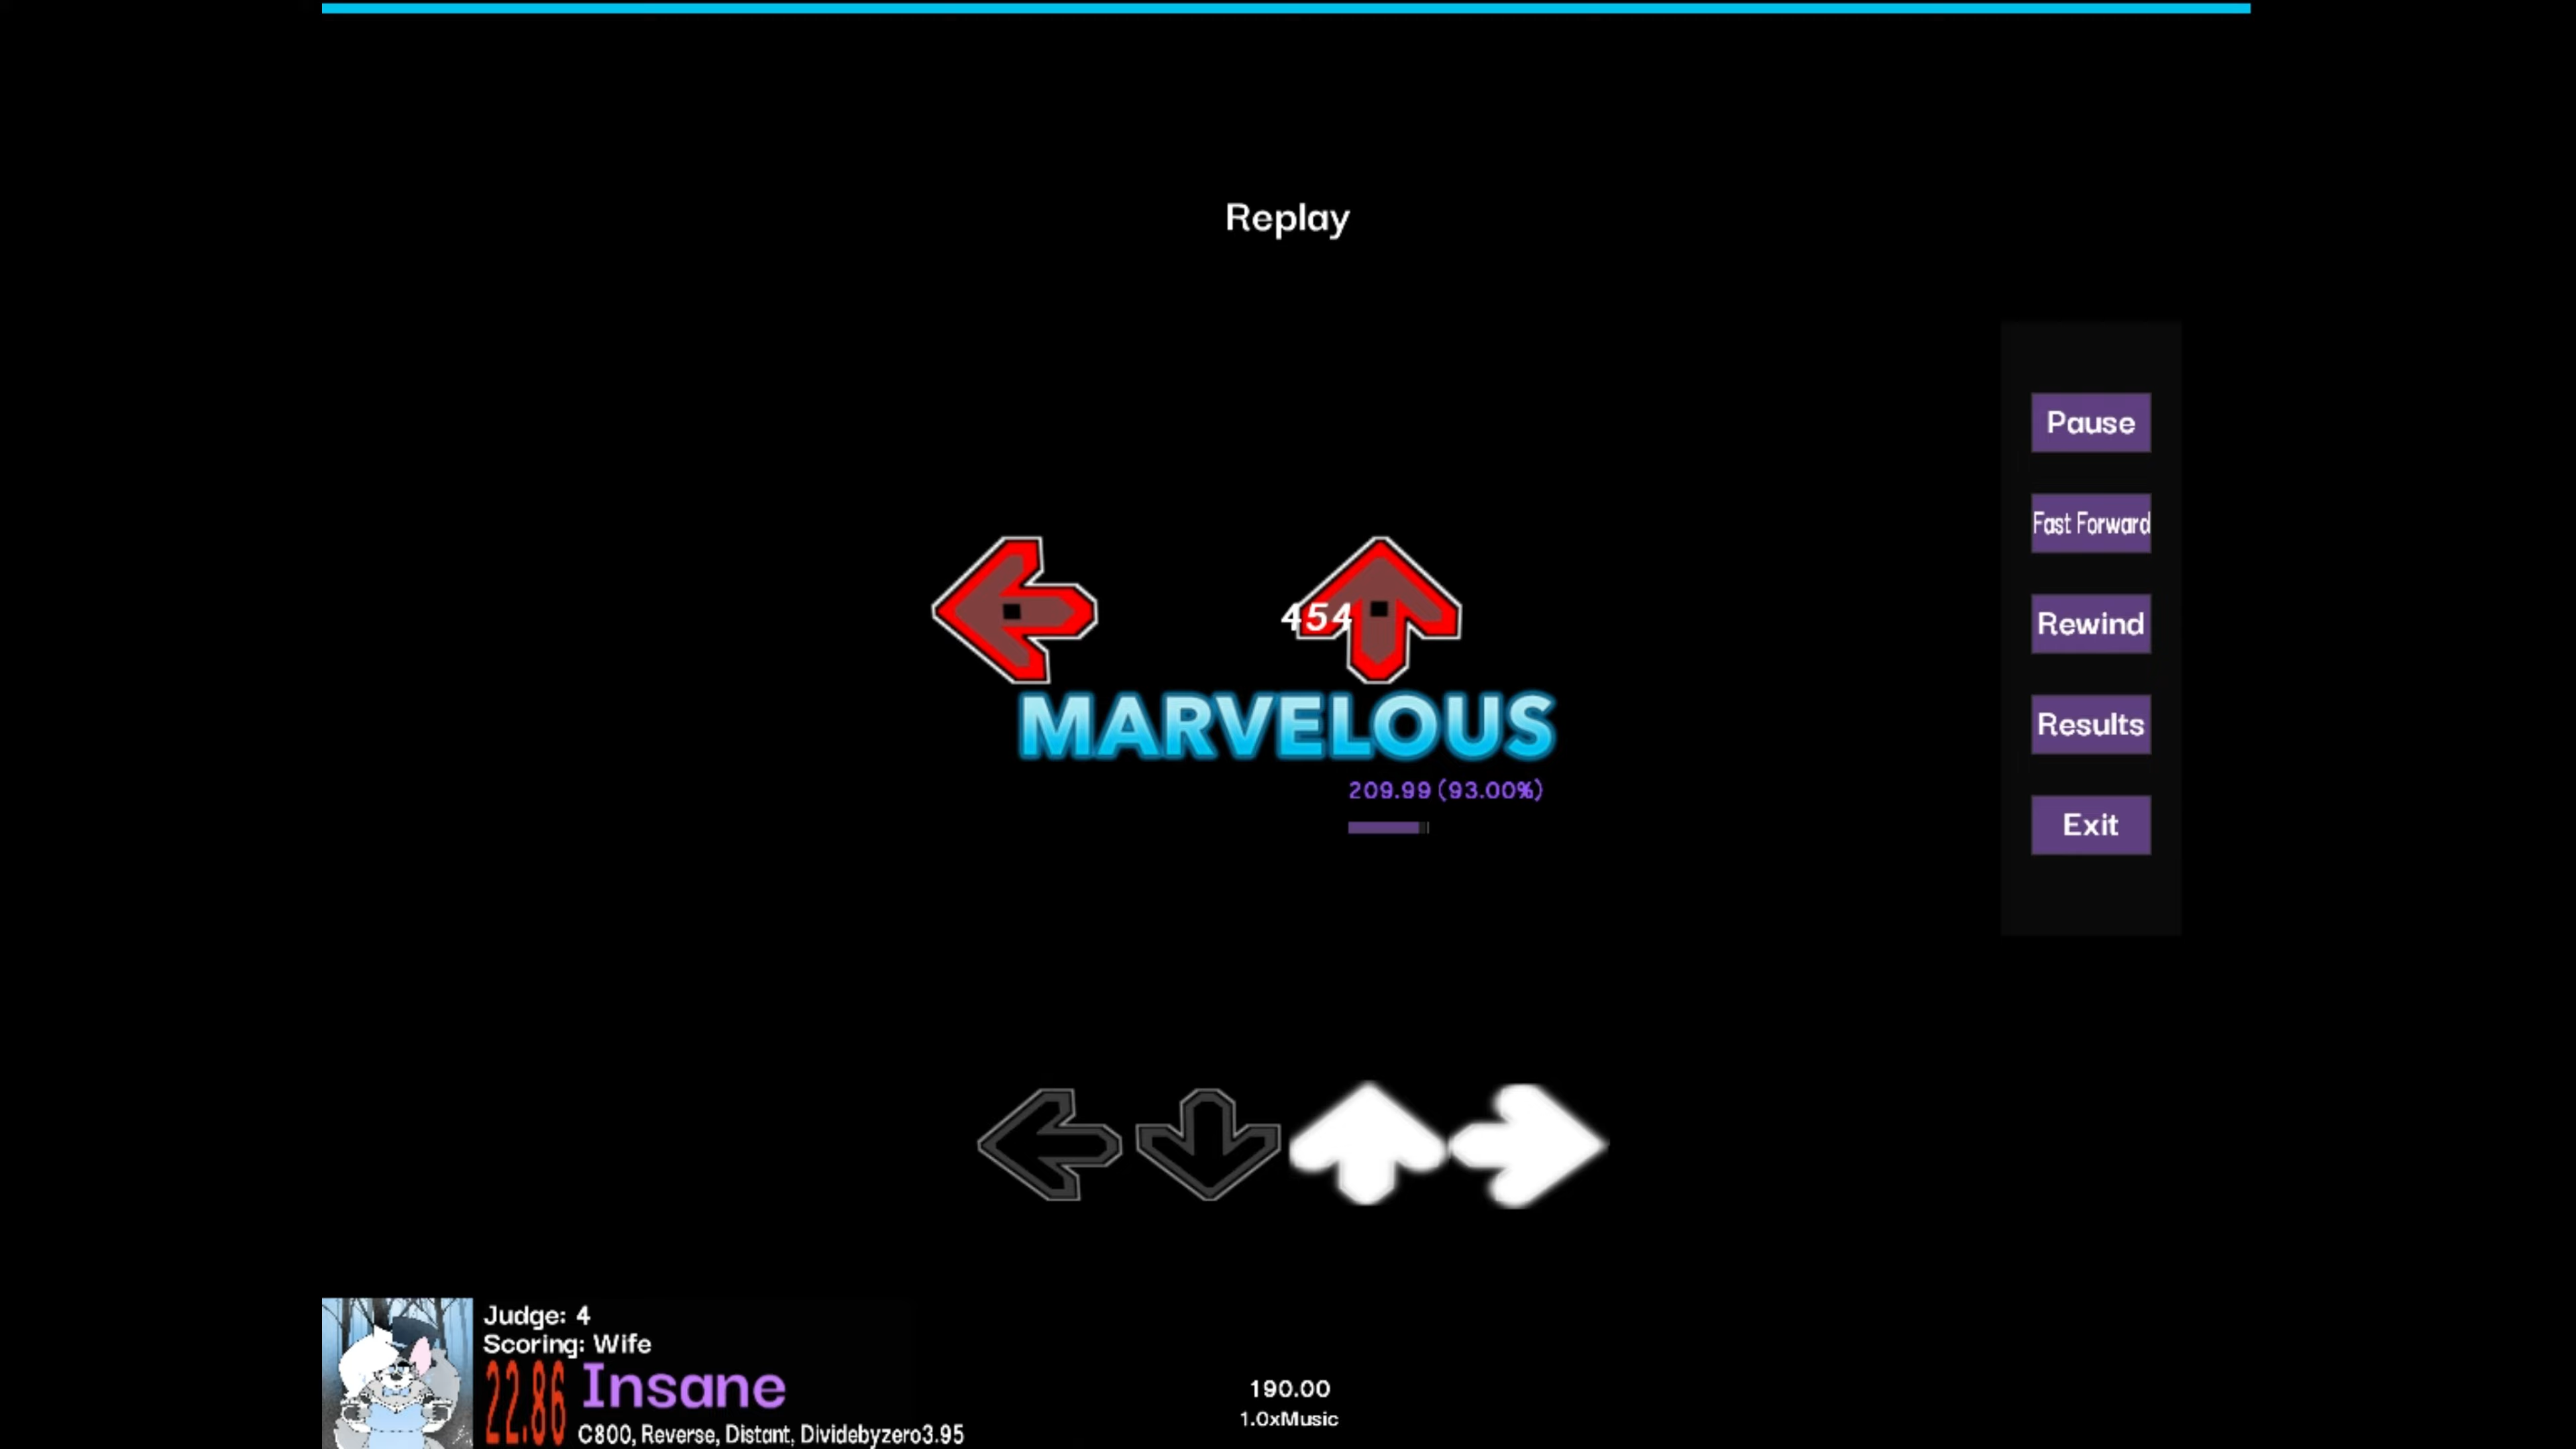 Replay
Pause
Fast Forward
Rewind
Results
Exit
454
MARVELOUS
209.99 (93.00%)
Judge: 4
Scoring: Wife
22.86 Insane
C800, Reverse, Distant, Dividebyzero3.95
190.00
1.0xMusic